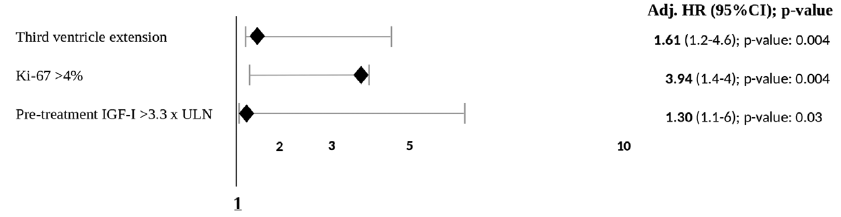 Adj. HR (95%CI); p-value
Third ventricle extension 1.61 (1.2-4.6); p-value: 0.004
Ki-67 >4% 3.94 (1.4-4); p-value: 0.004
Pre-treatment IGF-I >3.3 x ULN 1.30 (1.1-6); p-value: 0.03
2 3 5 10
1